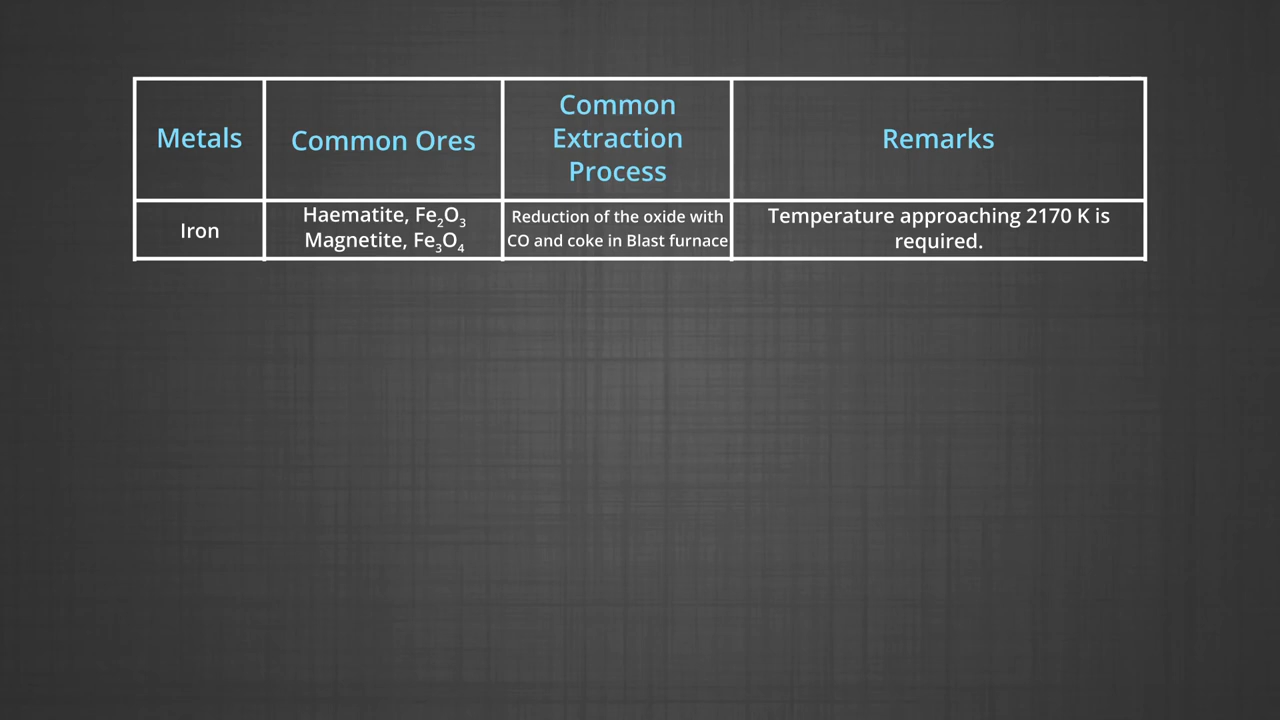 Metals
Common Ores
Common
Extraction
Process
Remarks
Iron
Haematite, Fe₂O₃
Magnetite, Fe₃O₄
Reduction of the oxide with
CO and coke in Blast furnace
Temperature approaching 2170 K is
required.